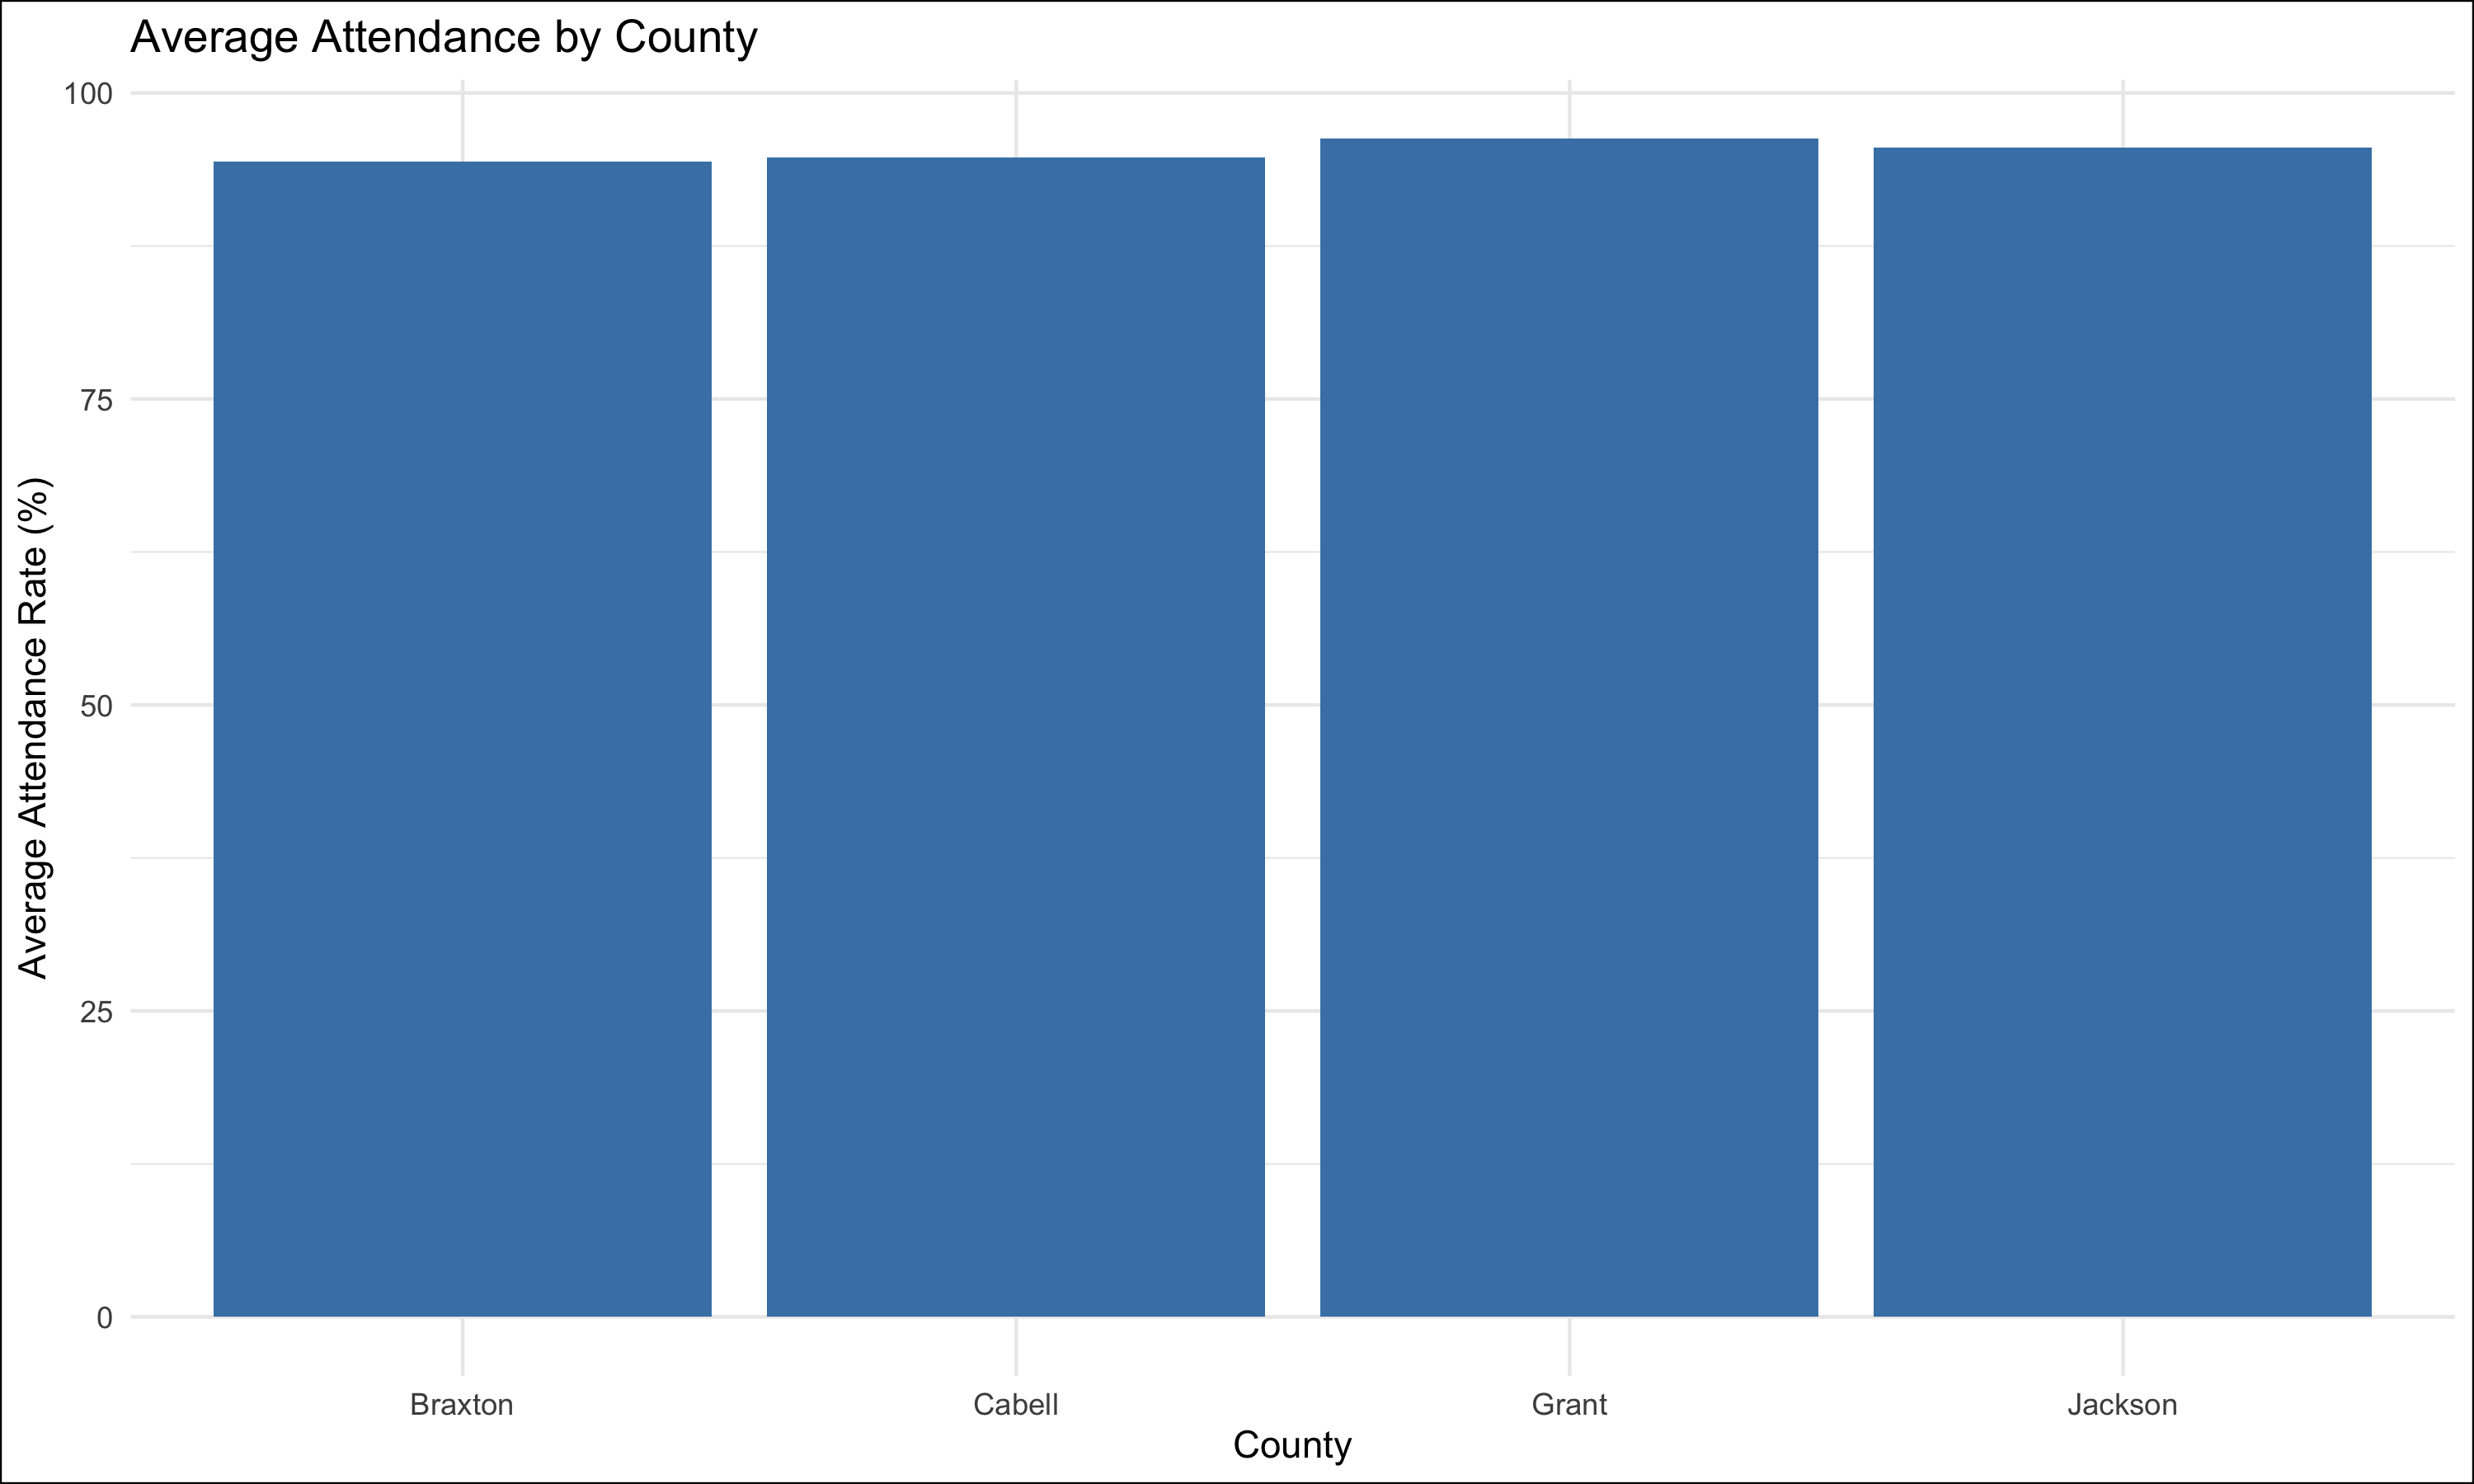 Average Attendance by County
100
75
50
25
0
Average Attendance Rate (%)
Braxton Cabell Grant Jackson
County